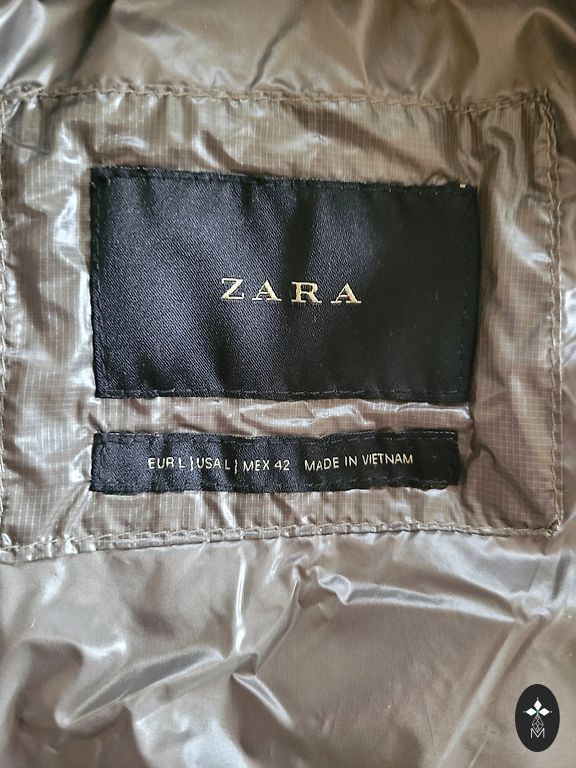 ZARA
EUR L | USA L | MEX 42 MADE IN VIETNAM